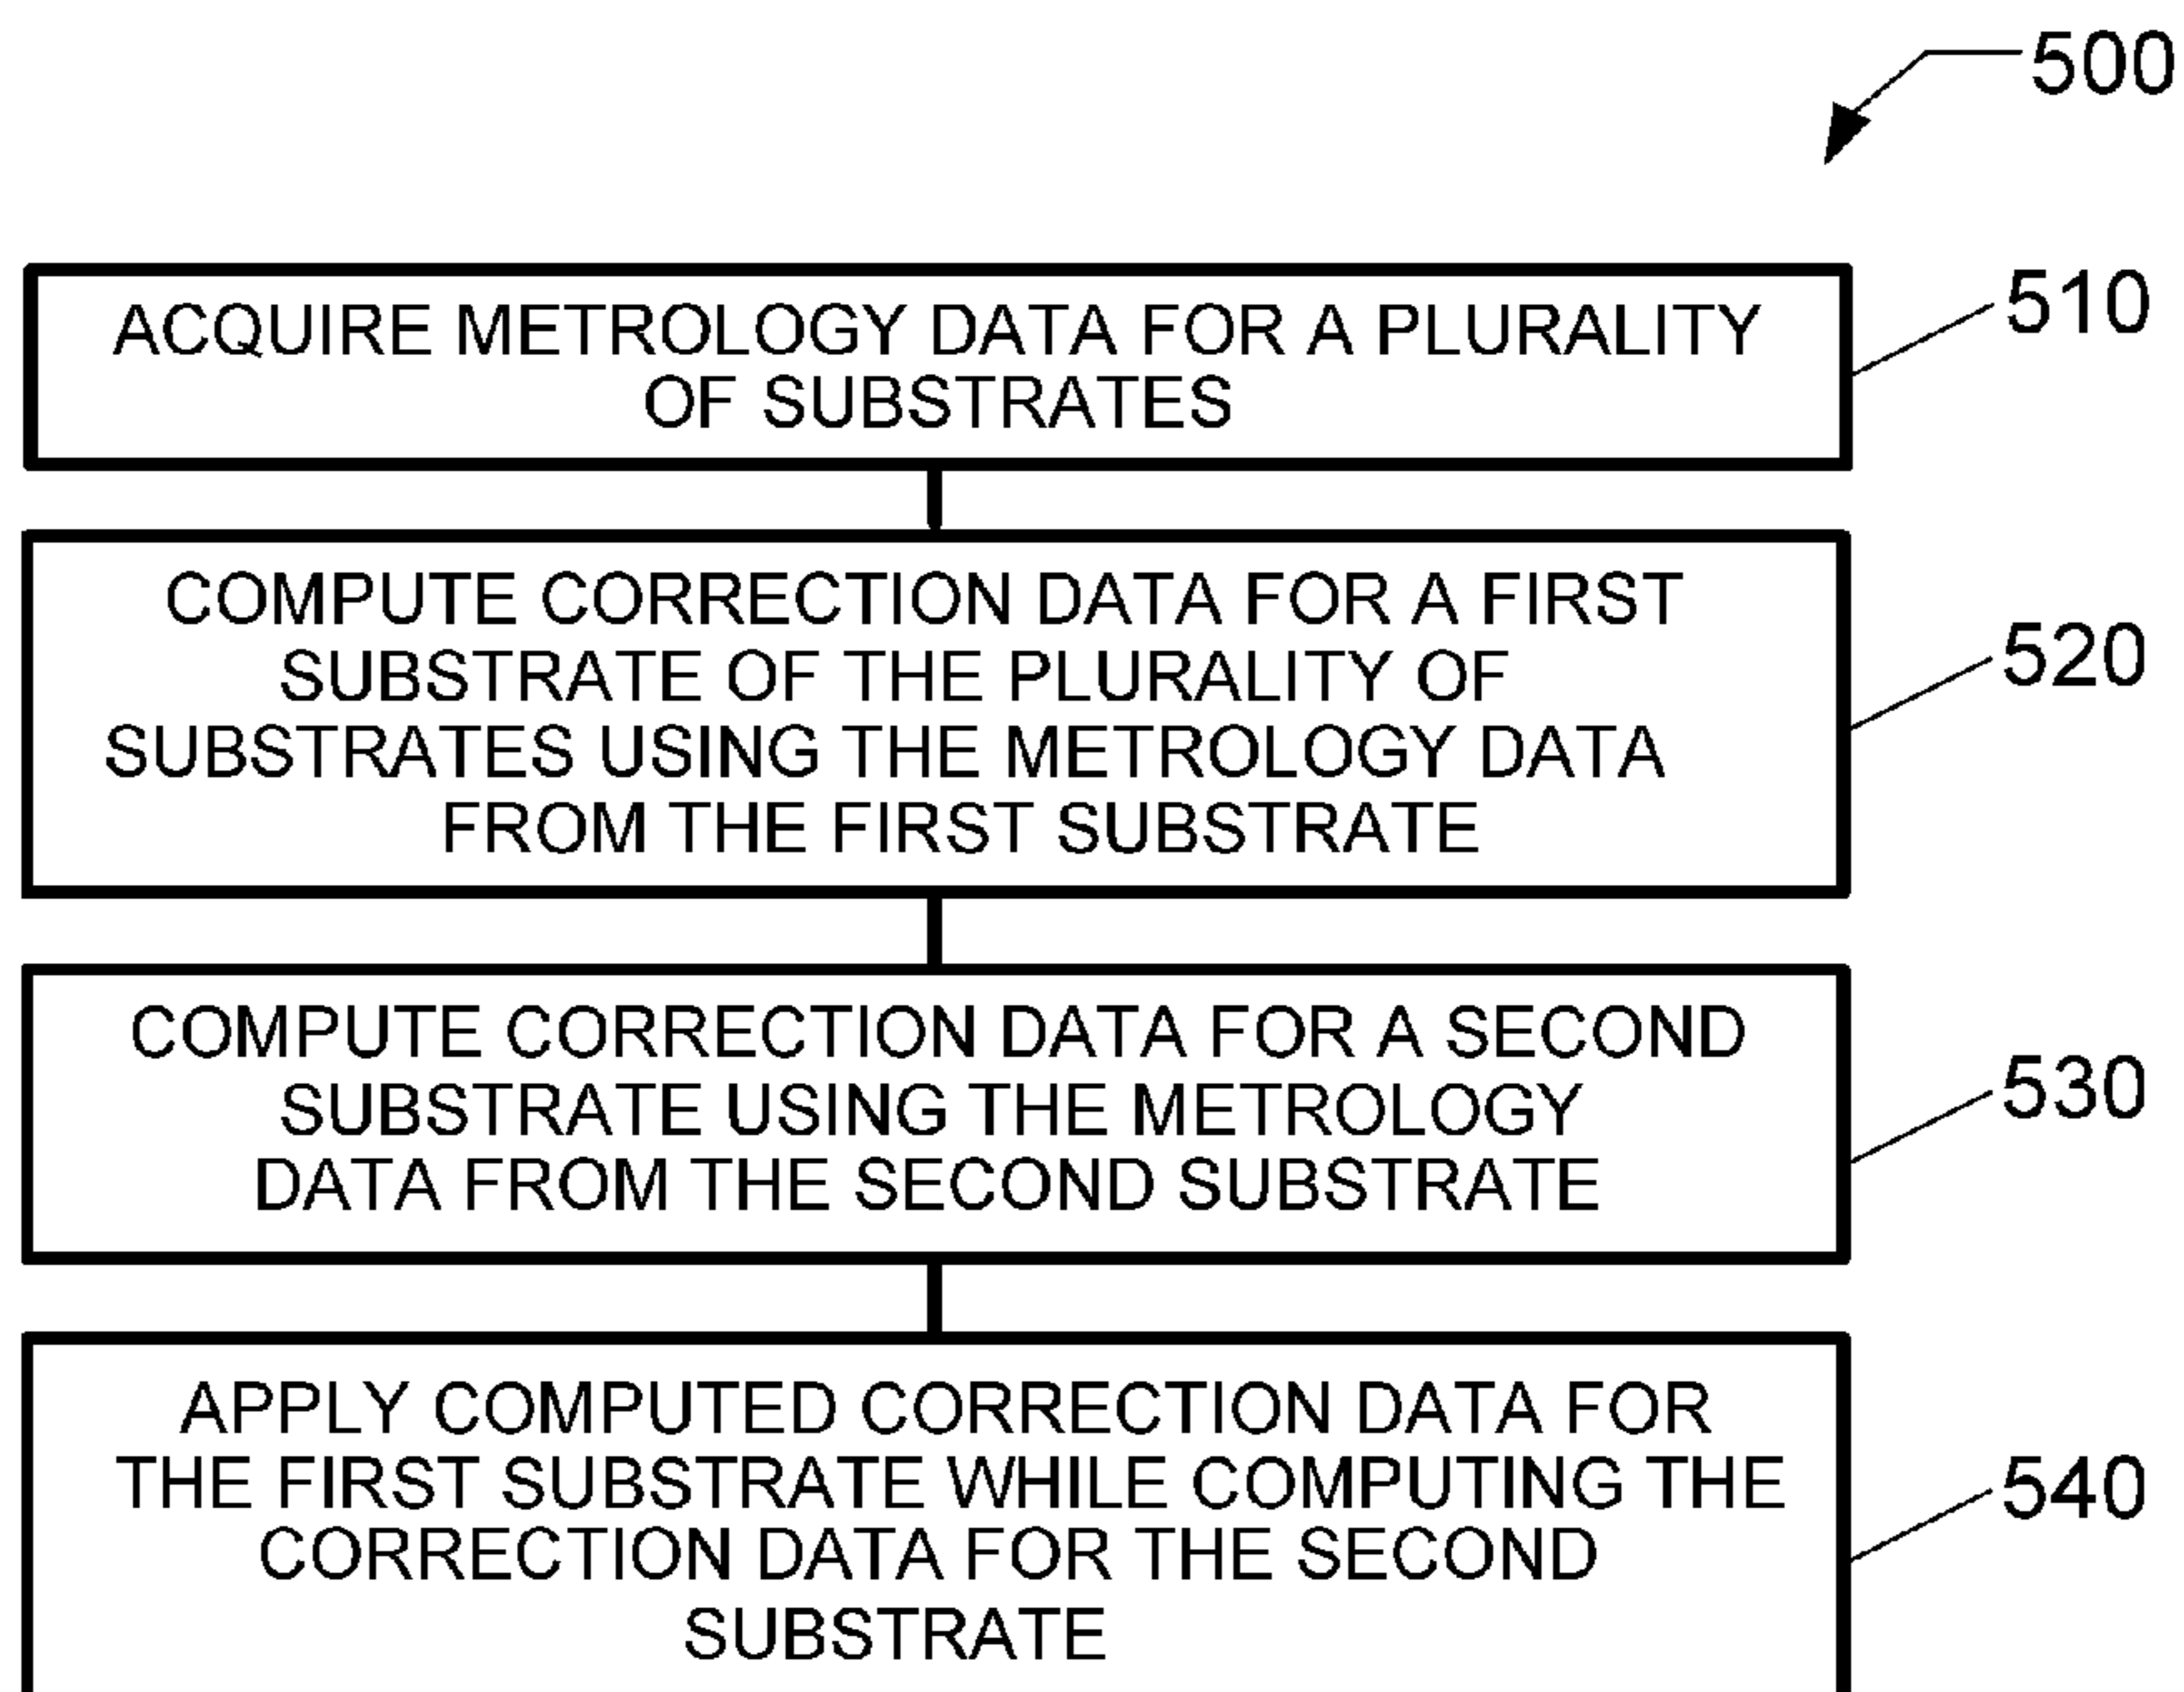 500
ACQUIRE METROLOGY DATA FOR A PLURALITY
OF SUBSTRATES
510
COMPUTE CORRECTION DATA FOR A FIRST
SUBSTRATE OF THE PLURALITY OF
SUBSTRATES USING THE METROLOGY DATA
FROM THE FIRST SUBSTRATE
520
COMPUTE CORRECTION DATA FOR A SECOND
SUBSTRATE USING THE METROLOGY
DATA FROM THE SECOND SUBSTRATE
530
APPLY COMPUTED CORRECTION DATA FOR
THE FIRST SUBSTRATE WHILE COMPUTING THE
CORRECTION DATA FOR THE SECOND
SUBSTRATE
540